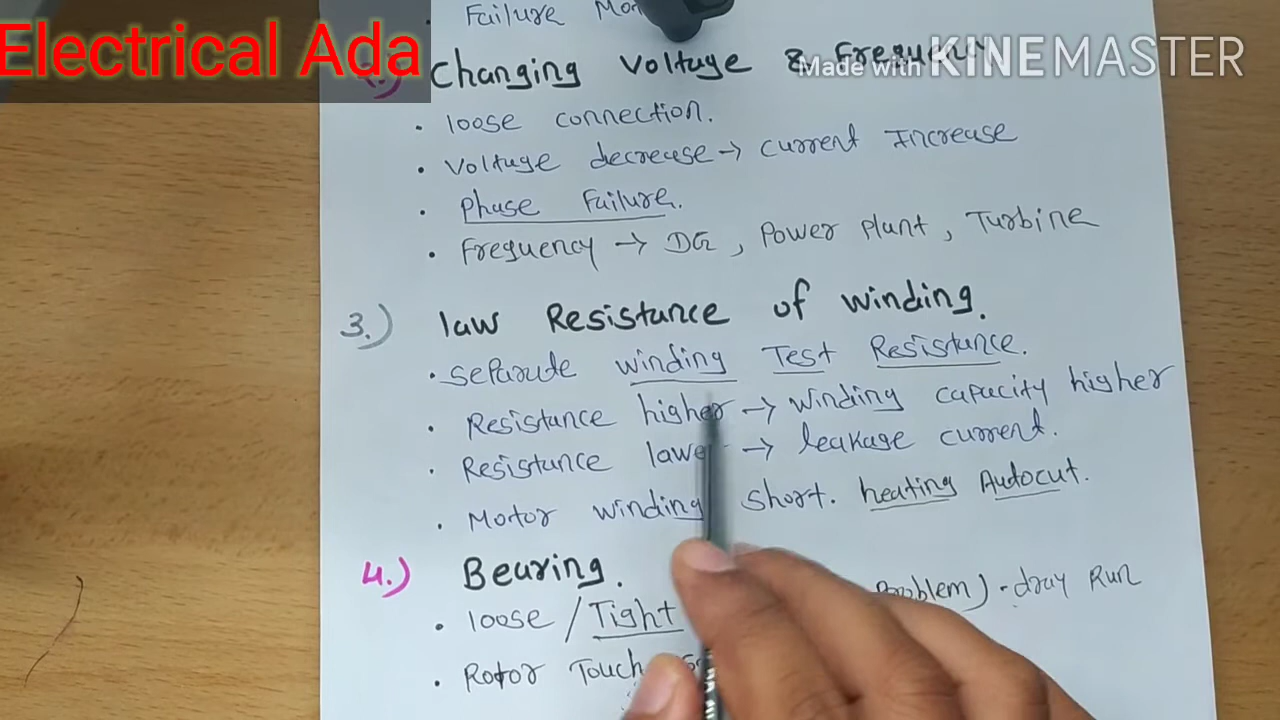 Failure
Electrical Ada
Changing Voltage & Frequency
Made with KINEMASTER
. loose connection.
. Voltage decrease → current Increase
. Phase Failure.
. Frequency → DG, Power Plant, Turbine
3.) law Resistance of winding.
. Separate winding Test Resistance.
. Resistance higher → Winding capacity higher
. Resistance → leakage current.
. Motor winding short. heating Autocut.
4.) Bearing.
. loose / Tight Problem) - dray Run
. Rotor Touch